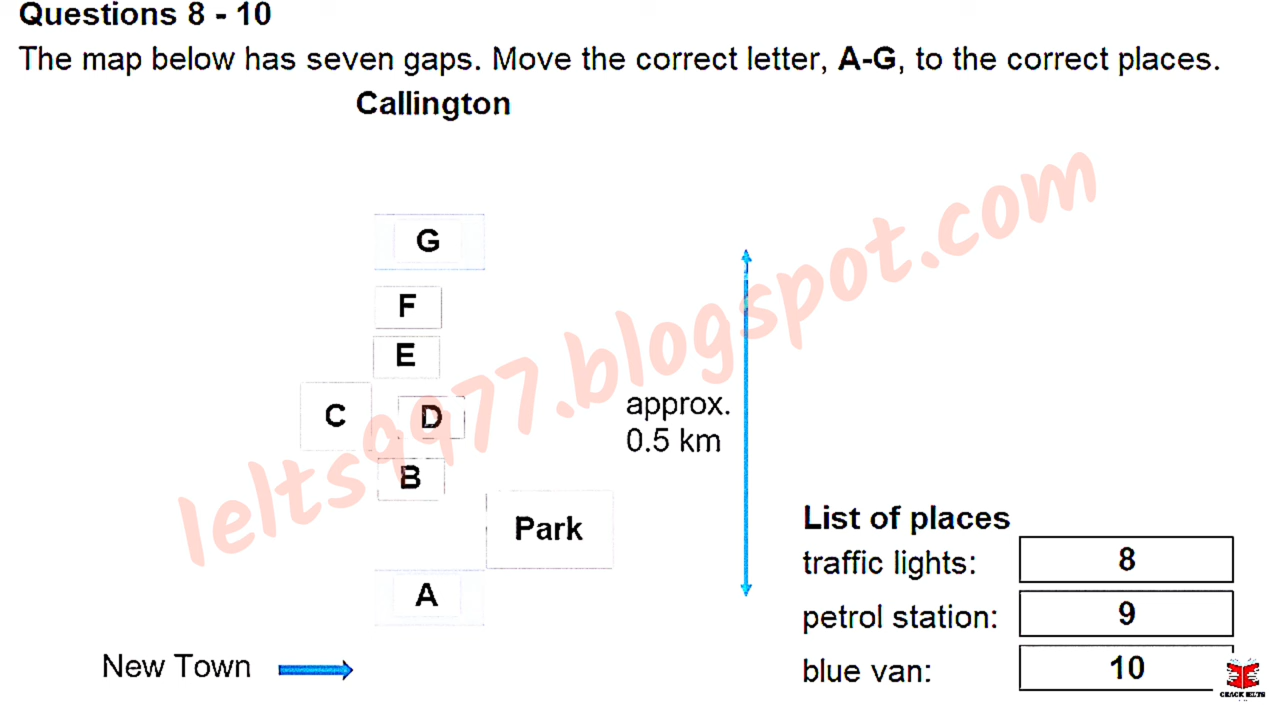 Questions 8 - 10
The map below has seven gaps. Move the correct letter, A-G, to the correct places.
Callington
G
F
E
C
D
B
approx.
0.5 km
Park
A
New Town
List of places
traffic lights: 8
petrol station: 9
blue van: 10
Ielts9977.blogspot.com
CRACK IELTS